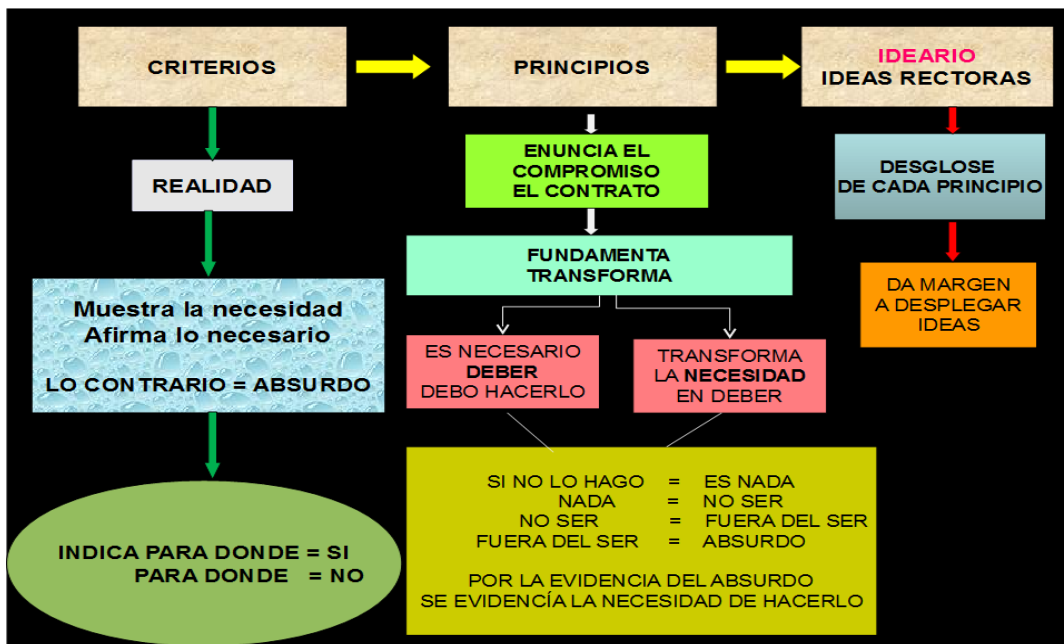 CRITERIOS
PRINCIPIOS
IDEARIO
IDEAS RECTORAS
REALIDAD
Muestra la necesidad
Afirma lo necesario
LO CONTRARIO = ABSURDO
INDICA PARA DONDE = SI
PARA DONDE = NO
ENUNCIA EL
COMPROMISO
EL CONTRATO
FUNDAMENTA
TRANSFORMA
ES NECESARIO
DEBER
DEBO HACERLO
TRANSFORMA
LA NECESIDAD
EN DEBER
SI NO LO HAGO = ES NADA
NADA = NO SER
NO SER = FUERA DEL SER
FUERA DEL SER = ABSURDO
POR LA EVIDENCIA DEL ABSURDO
SE EVIDENCÍA LA NECESIDAD DE HACERLO
DESGLOSE
DE CADA PRINCIPIO
DA MARGEN
A DESPLEGAR
IDEAS